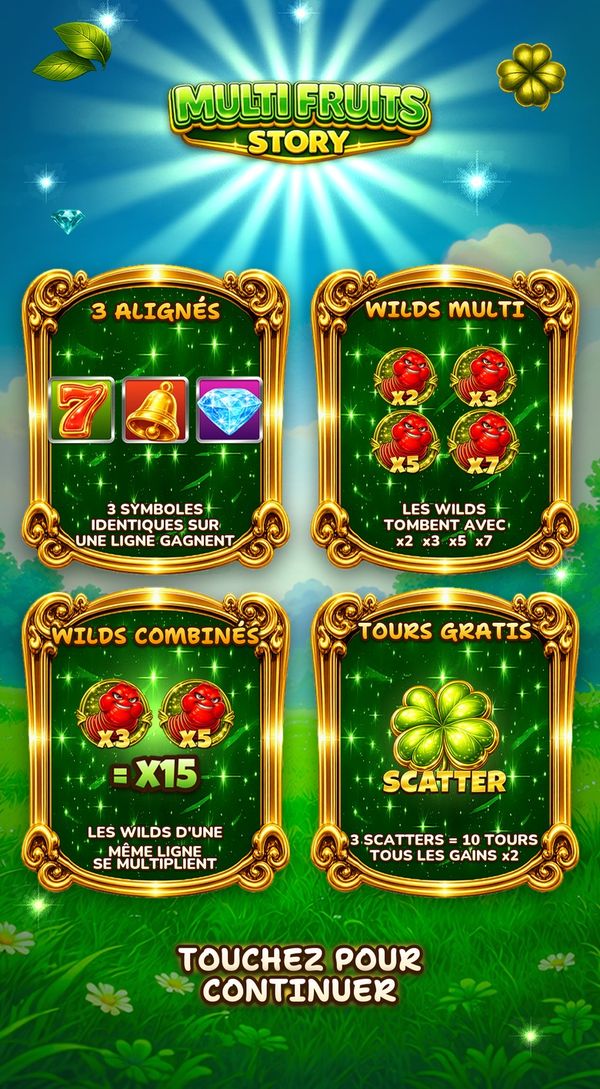 MULTI FRUITS
STORY
3 ALIGNÉS
7
3 SYMBOLES
IDENTIQUES SUR
UNE LIGNE GAGNENT
WILDS MULTI
x2 x3
x5 x7
LES WILDS
TOMBENT AVEC
x2 x3 x5 x7
WILDS COMBINÉS
x3 x5
= X15
LES WILDS D'UNE
MÊME LIGNE
SE MULTIPLIENT
TOURS GRATIS
SCATTER
3 SCATTERS = 10 TOURS
TOUS LES GAINS x2
TOUCHEZ POUR
CONTINUER